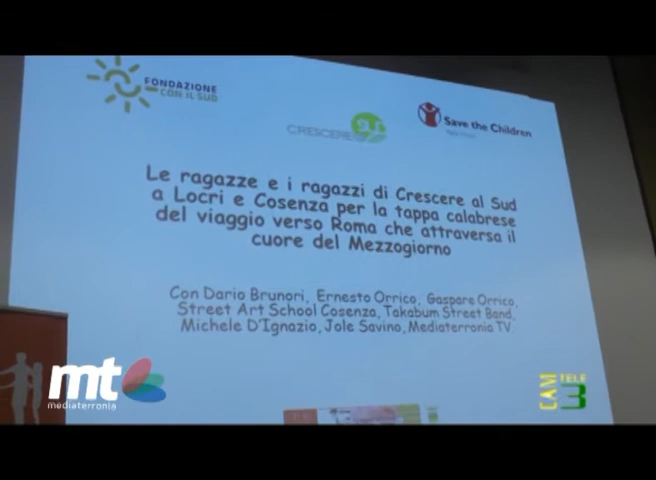 FONDAZIONE
CON IL SUD
CRESCERE
Save the Children
Le ragazze e i ragazzi di Crescere al Sud
a Locri e Cosenza per la tappa calabrese
del viaggio verso Roma che attraversa il
cuore del Mezzogiorno
Con Dario Brunori, Ernesto Orrico, Gaspare Orrico,
Street Art School Cosenza, Takabum Street Band,
Michele D'Ignazio, Jole Savino, Mediaterronia TV.
mt
mediaterronia
CAM
TELE
3